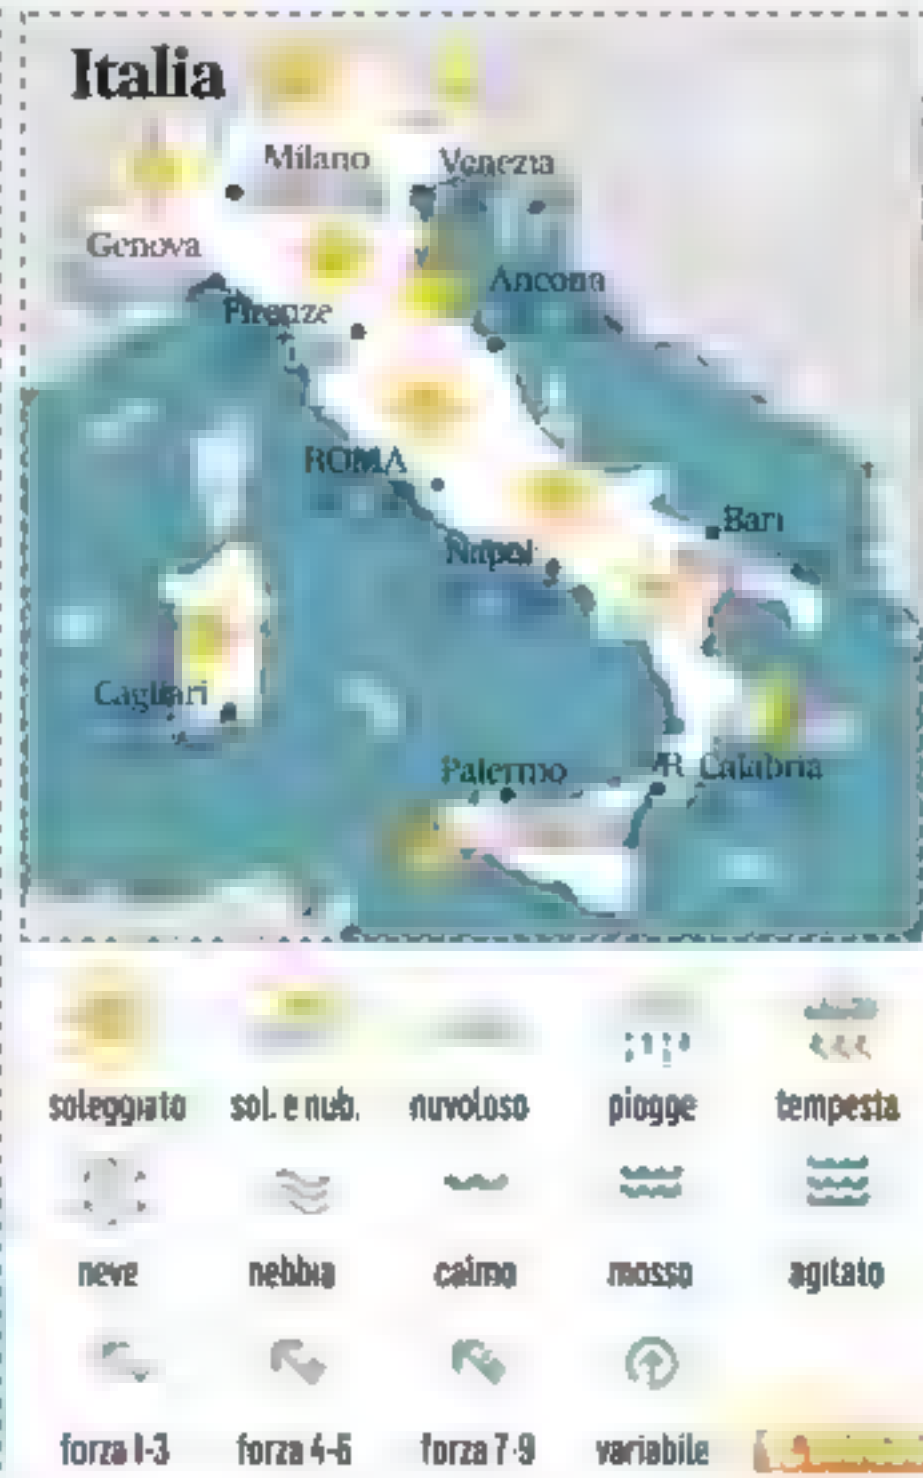 Italia
Milano
Venezia
Genova
Ancona
Firenze
ROMA
Bari
Napoli
Cagliari
Palermo
R. Calabria
soleggiato sol. e nub. nuvoloso piogge tempesta
neve nebbia calmo mosso agitato
forza 1-3 forza 4-6 forza 7-9 variabile